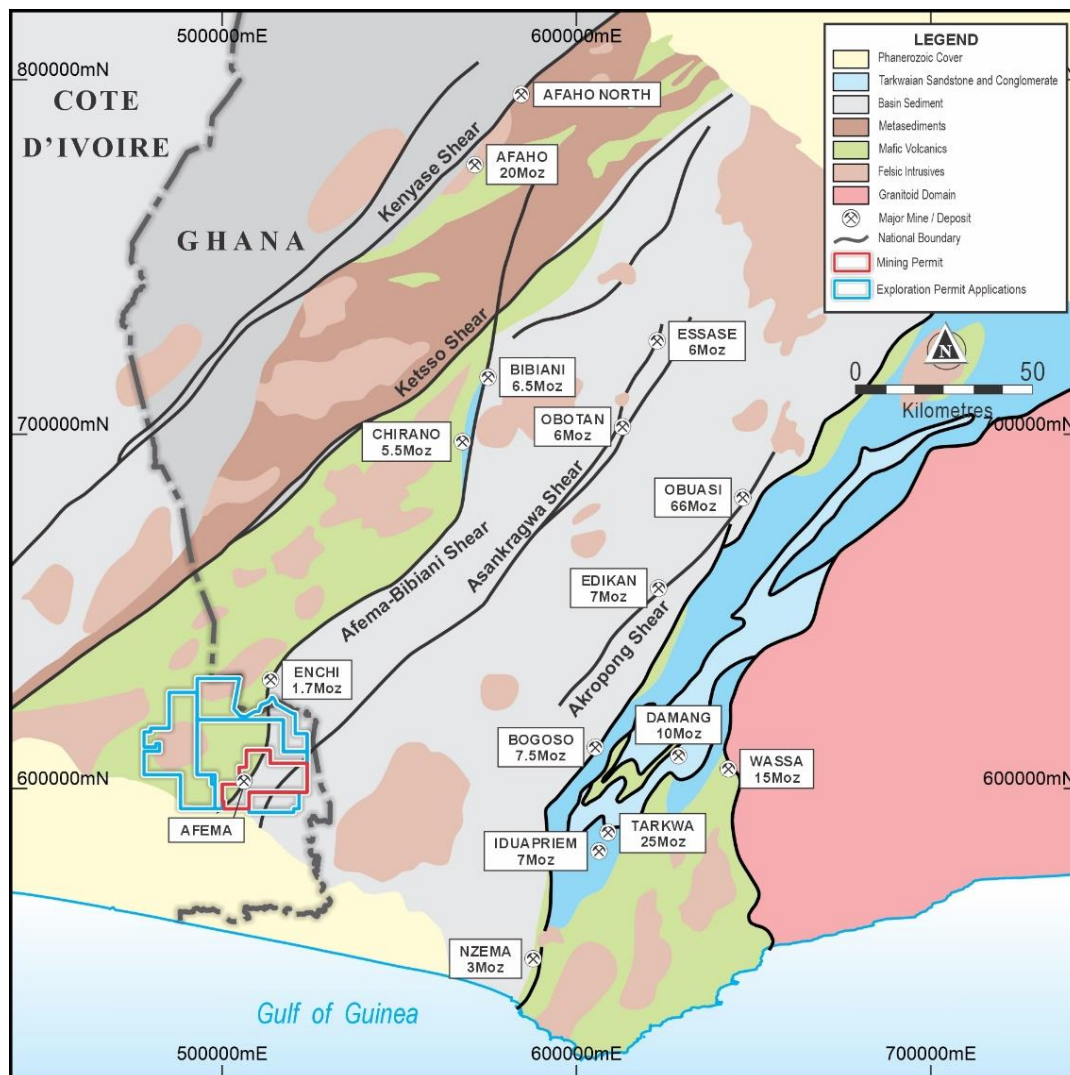 500000mE
600000mE
800000mN
COTE
D'IVOIRE
GHANA
Kenyase Shear
AFAHO NORTH
AFAHO
20Moz
LEGEND
Phanerozoic Cover
Tarkwaian Sandstone and Conglomerate
Basin Sediment
Metasediments
Mafic Volcanics
Felsic Intrusives
Granitoid Domain
Major Mine / Deposit
National Boundary
Mining Permit
Exploration Permit Applications
N
0
50
Kilometres
Ketsso Shear
ESSASE
6Moz
BIBIANI
6.5Moz
OBOTAN
6Moz
CHIRANO
5.5Moz
700000mN
00000mN
OBUASI
66Moz
Asankragwa Shear
Afema-Bibiani Shear
EDIKAN
7Moz
Akropong Shear
ENCHI
1.7Moz
DAMANG
10Moz
BOGOSO
7.5Moz
WASSA
15Moz
600000mN
600000mN
AFEMA
TARKWA
25Moz
IDUAPRIEM
7Moz
NZEMA
3Moz
Gulf of Guinea
500000mE
600000mE
700000mE